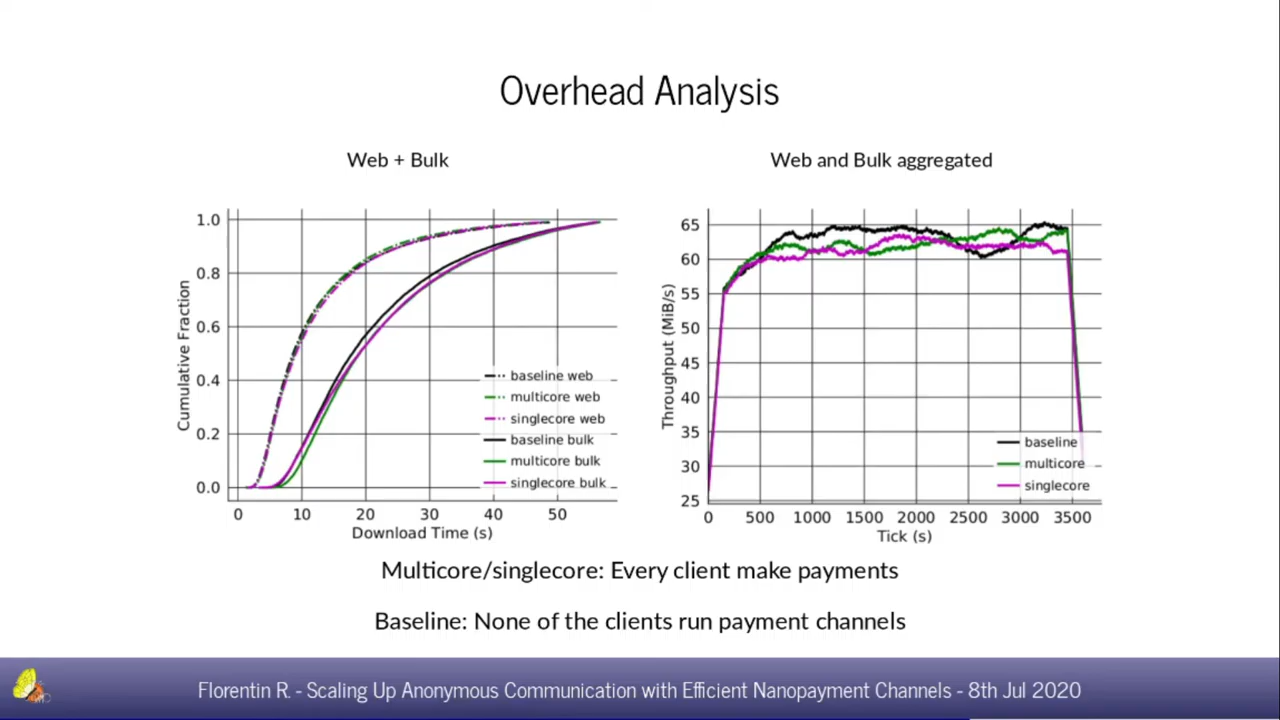 Overhead Analysis
Web + Bulk
Web and Bulk aggregated
1.0
0.8
0.6
0.4
0.2
0.0
Cumulative Fraction
baseline web
multicore web
singlecore web
baseline bulk
multicore bulk
singlecore bulk
0 10 20 30 40 50
Download Time (s)
65
60
55
50
45
40
35
30
25
Throughput (MiB/s)
baseline
multicore
singlecore
0 500 1000 1500 2000 2500 3000 3500
Tick (s)
Multicore/singlecore: Every client make payments
Baseline: None of the clients run payment channels
Florentin R. - Scaling Up Anonymous Communication with Efficient Nanopayment Channels - 8th Jul 2020